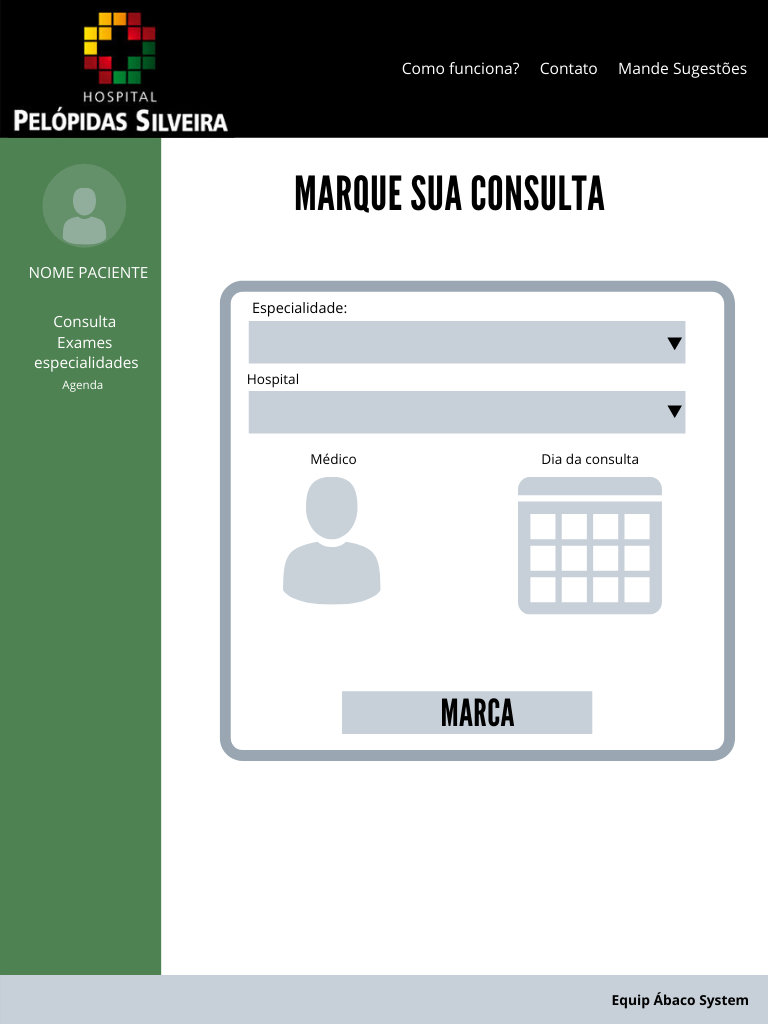 HOSPITAL
PELÓPIDAS SILVEIRA
Como funciona? Contato Mande Sugestões
NOME PACIENTE
Consulta
Exames
especialidades
Agenda
MARQUE SUA CONSULTA
Especialidade:
Hospital
Médico Dia da consulta
MARCA
Equip Ábaco System